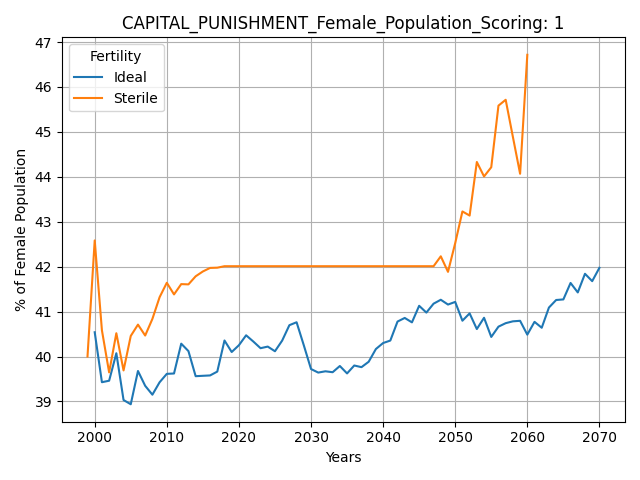 CAPITAL_PUNISHMENT_Female_Population_Scoring: 1
Fertility
Ideal
Sterile
% of Female Population
47
46
45
44
43
42
41
40
39
2000 2010 2020 2030 2040 2050 2060 2070
Years